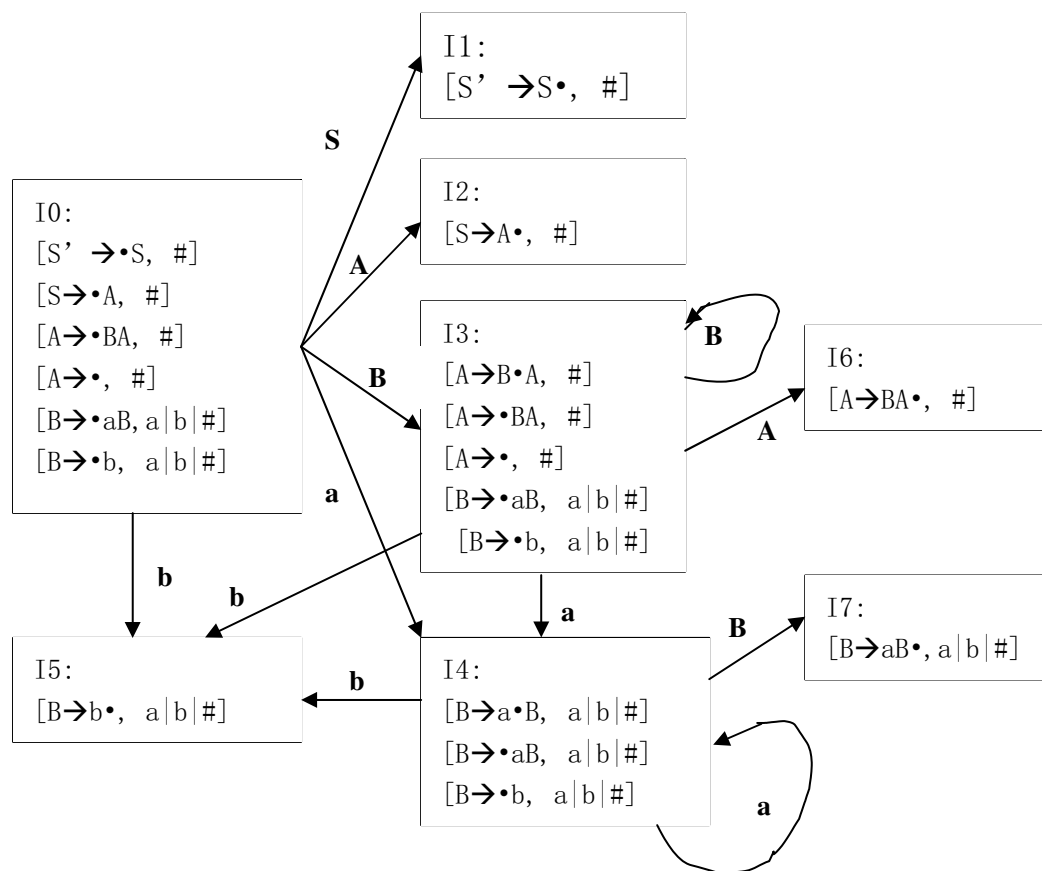 I1:
[S’ →S•, #]
S
I2:
[S→A•, #]
A
I0:
[S’ →•S, #]
[S→•A, #]
[A→•BA, #]
[A→•, #]
[B→•aB,a|b|#]
[B→•b, a|b|#]
B
I3:
[A→B•A, #]
[A→•BA, #]
[A→•, #]
[B→•aB, a|b|#]
[B→•b, a|b|#]
B
A
I6:
[A→BA•, #]
a
b
b
a
B
I7:
[B→aB•,a|b|#]
I5:
[B→b•, a|b|#]
b
I4:
[B→a•B, a|b|#]
[B→•aB, a|b|#]
[B→•b, a|b|#]
a